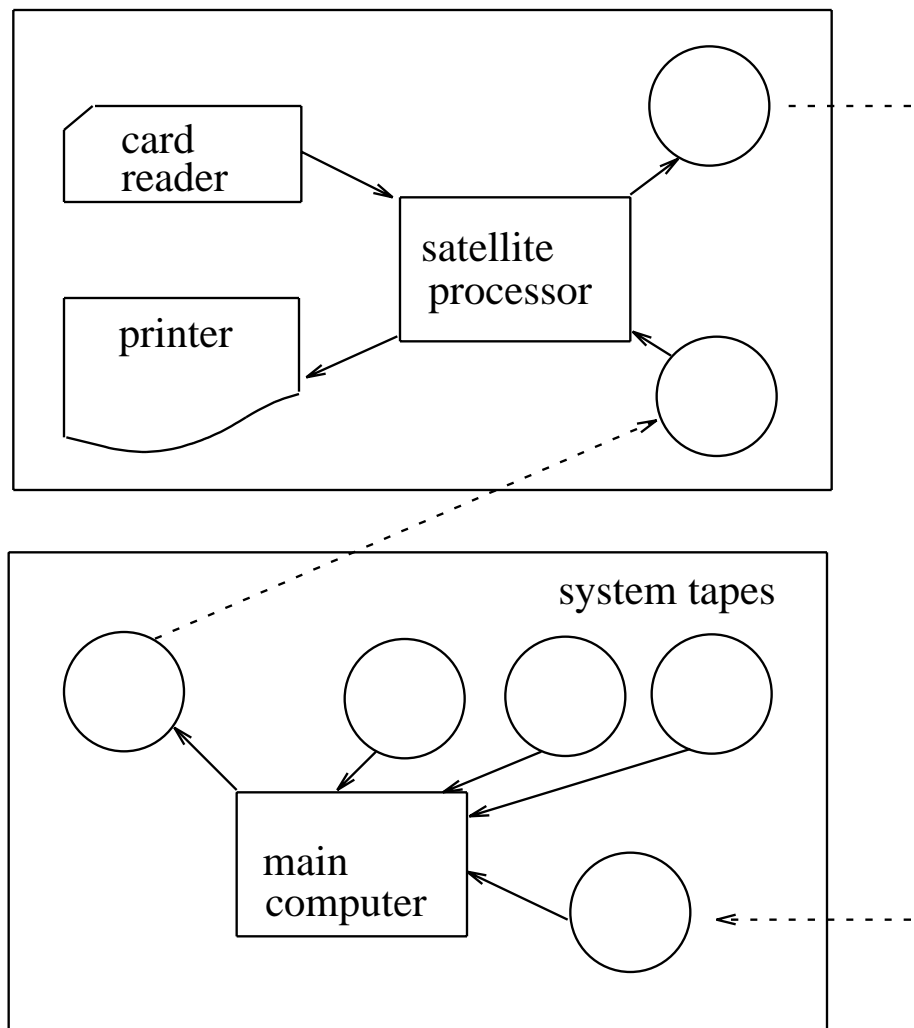 card
reader
satellite
processor
printer
system tapes
main
computer